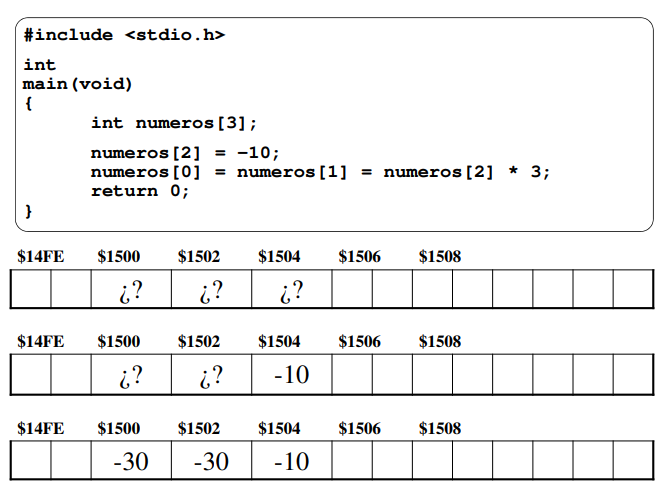 #include <stdio.h>
int
main(void)
{
int numeros[3];
numeros[2] = -10;
numeros[0] = numeros[1] = numeros[2] * 3;
return 0;
}
$14FE $1500 $1502 $1504 $1506 $1508
¿? ¿? ¿?
$14FE $1500 $1502 $1504 $1506 $1508
¿? ¿? -10
$14FE $1500 $1502 $1504 $1506 $1508
-30 -30 -10